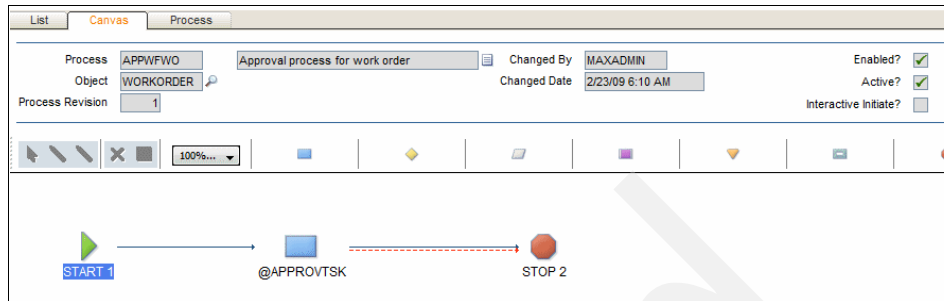 List Canvas Process
Process APPWFWO Approval process for work order Changed By MAXADMIN Enabled?
Object WORKORDER Changed Date 2/23/09 6:10 AM Active?
Process Revision 1 Interactive Initiate?
100%...
START 1 @APPROVTSK STOP 2